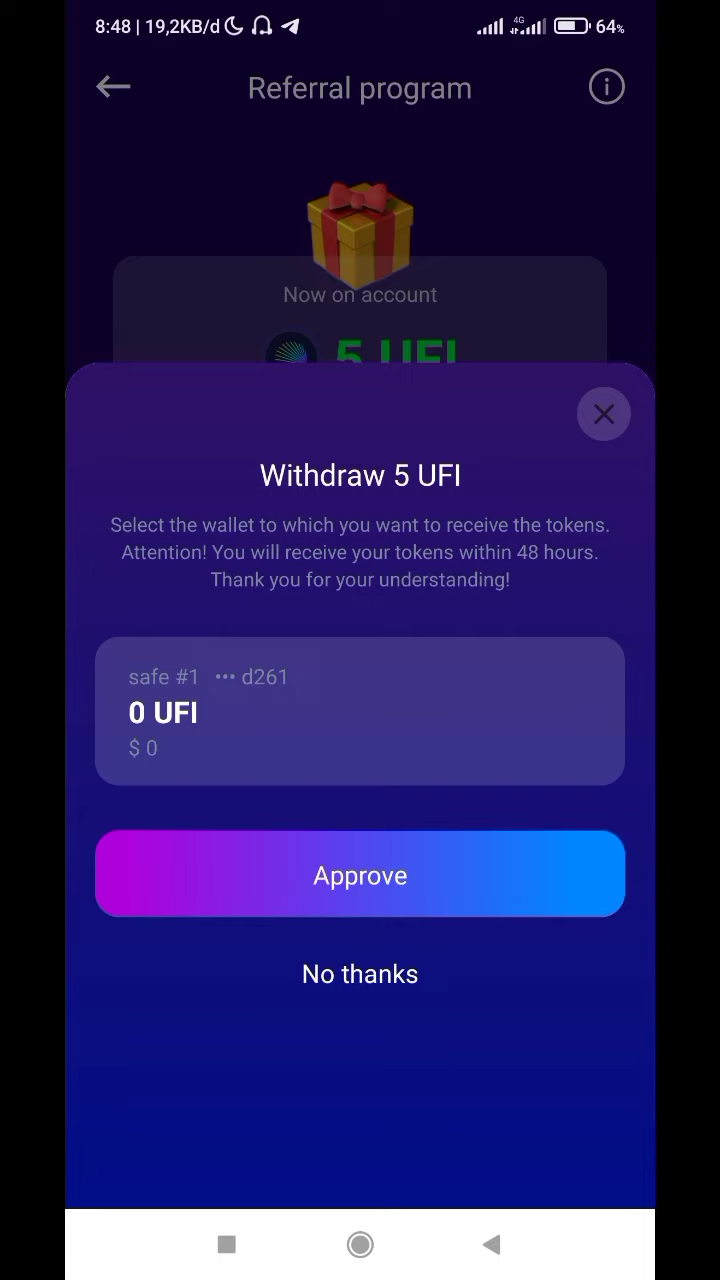 8:48 | 19,2KB/d 4G 64%
Referral program
Now on account
5 UFI
Withdraw 5 UFI
Select the wallet to which you want to receive the tokens.
Attention! You will receive your tokens within 48 hours.
Thank you for your understanding!
safe #1 ••• d261
0 UFI
$ 0
Approve
No thanks